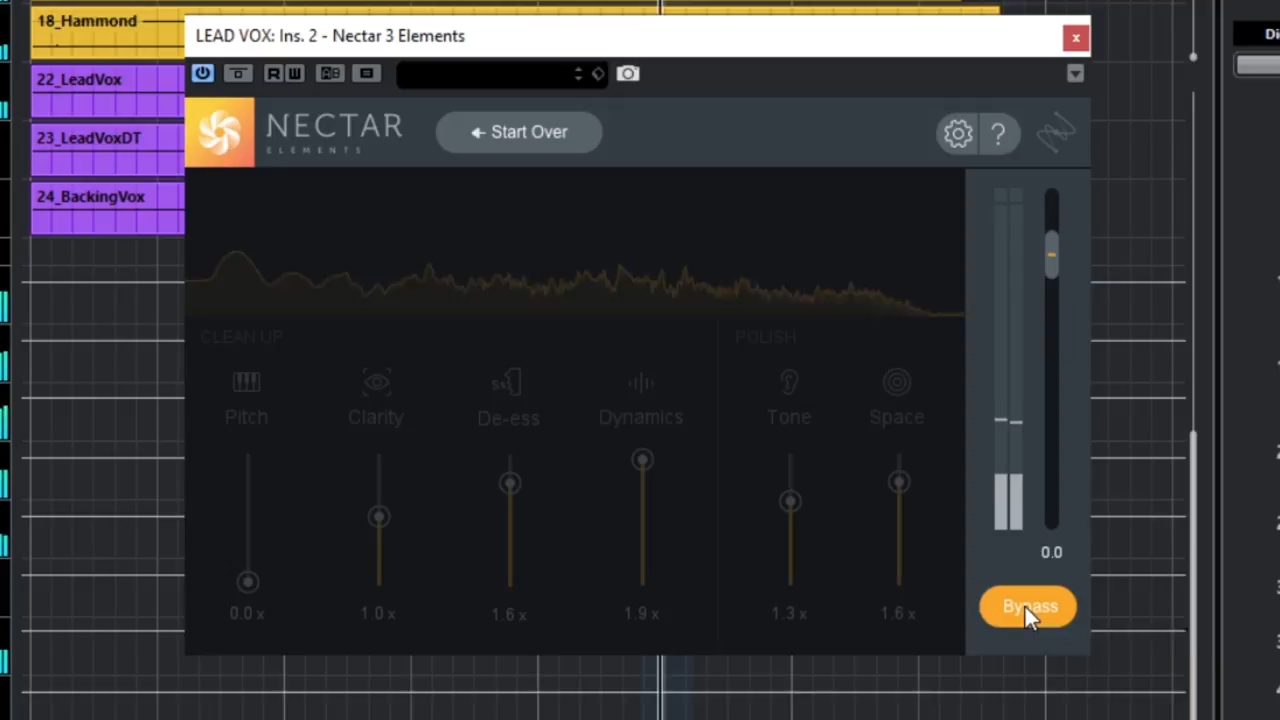 18_Hammond
LEAD VOX: Ins. 2 - Nectar 3 Elements
x
R W A B
22_LeadVox
NECTAR
ELEMENTS
Start Over
?
23_LeadVoxDT
24_BackingVox
CLEAN UP
POLISH
Pitch Clarity De-ess Dynamics Tone Space
0.0
0.0 x 1.0 x 1.6 x 1.9 x 1.3 x 1.6 x
Bypass